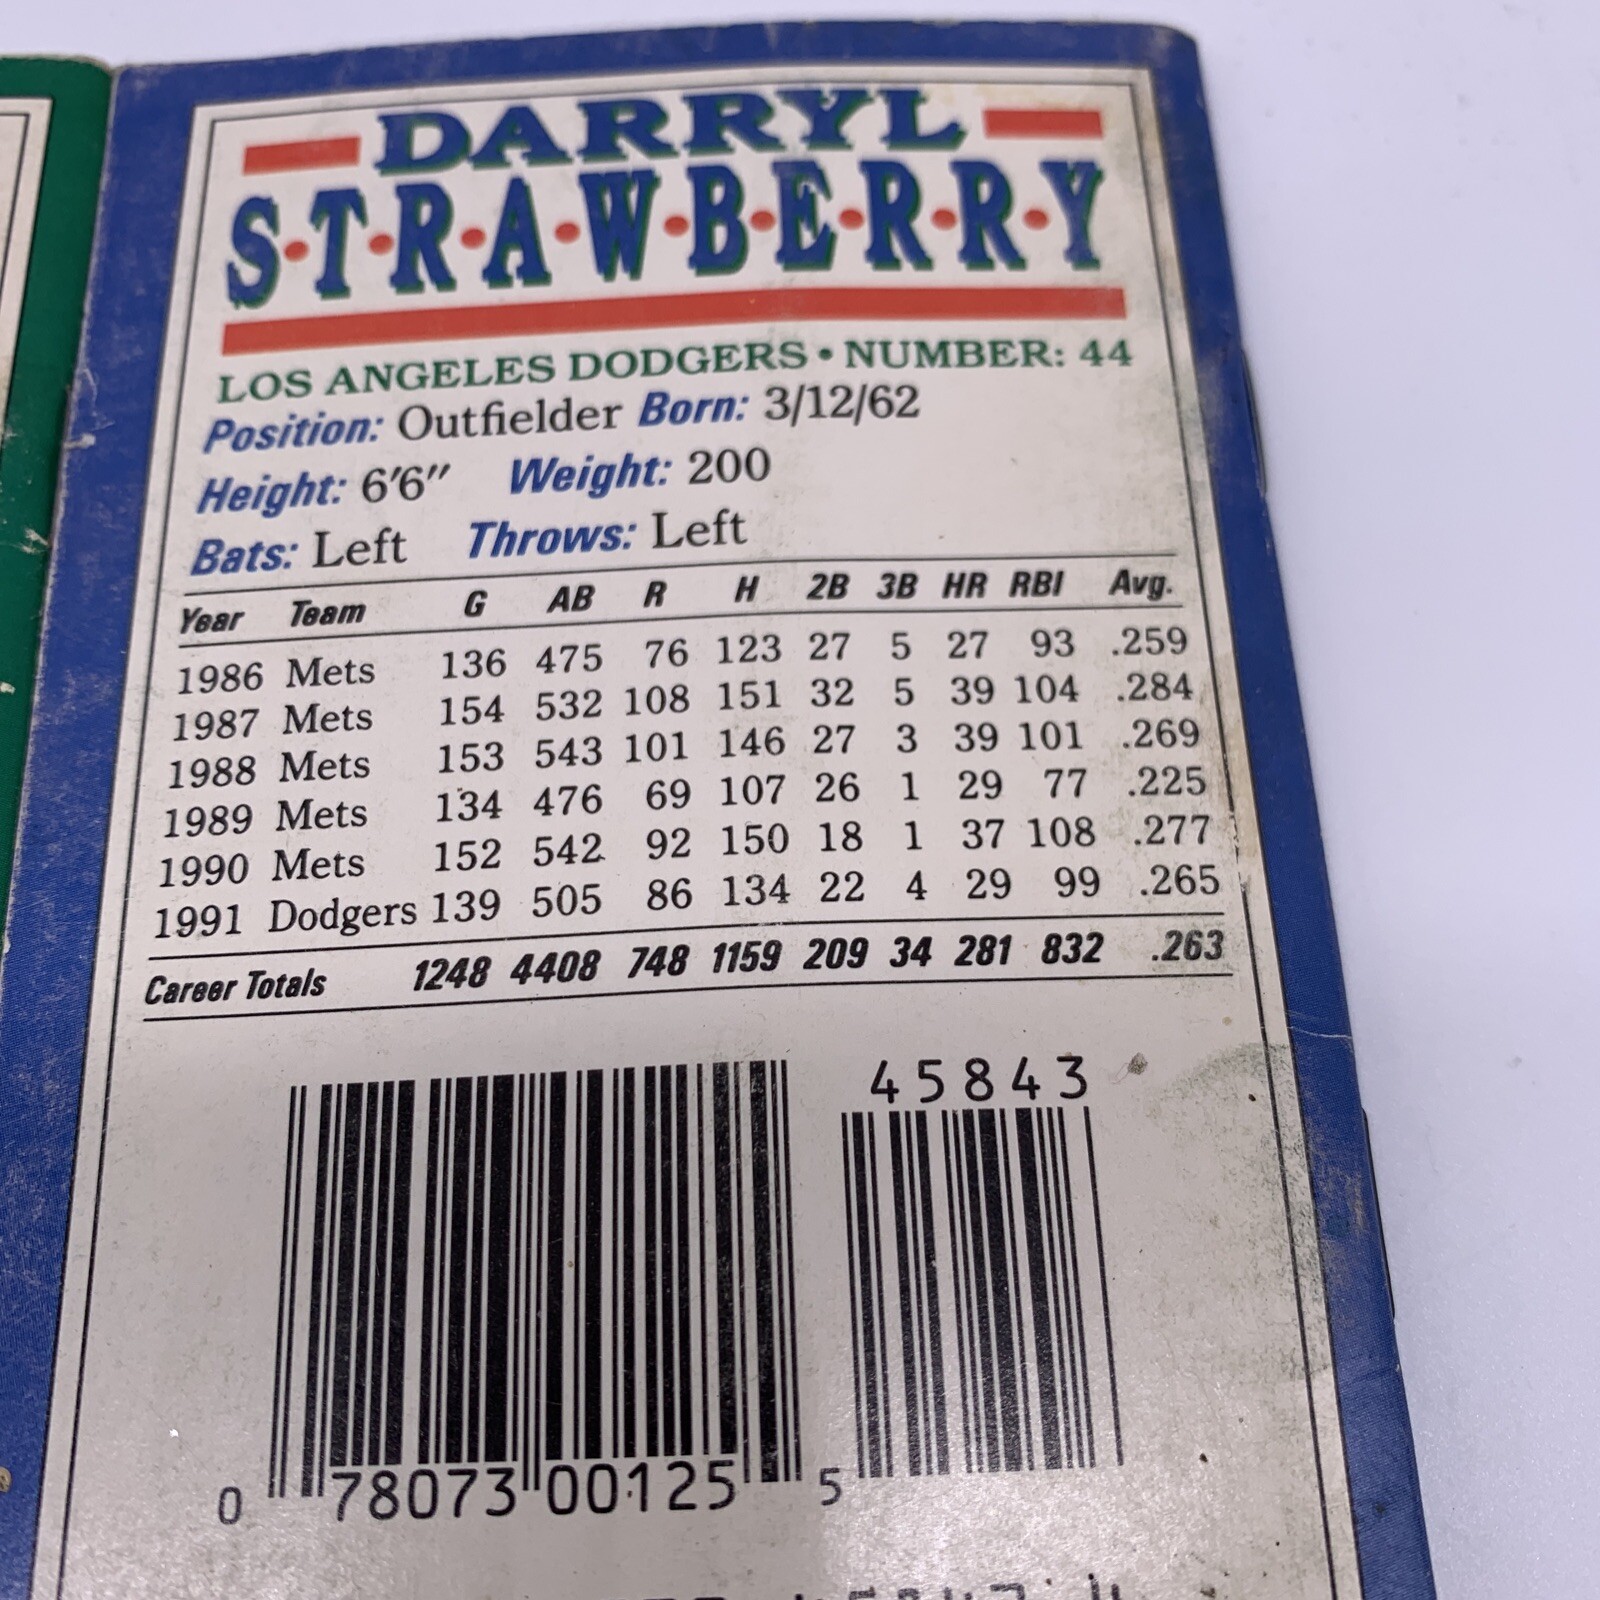 DARRYL
S•T•R•A•W•B•E•R•R•Y
LOS ANGELES DODGERS • NUMBER: 44
Position: Outfielder Born: 3/12/62
Height: 6'6" Weight: 200
Bats: Left Throws: Left
Year Team G AB R H 2B 3B HR RBI Avg.
1986 Mets 136 475 76 123 27 5 27 93 .259
1987 Mets 154 532 108 151 32 5 39 104 .284
1988 Mets 153 543 101 146 27 3 39 101 .269
1989 Mets 134 476 69 107 26 1 29 77 .225
1990 Mets 152 542 92 150 18 1 37 108 .277
1991 Dodgers 139 505 86 134 22 4 29 99 .265
Career Totals 1248 4408 748 1159 209 34 281 832 .263
45843
0 78073 00125 5